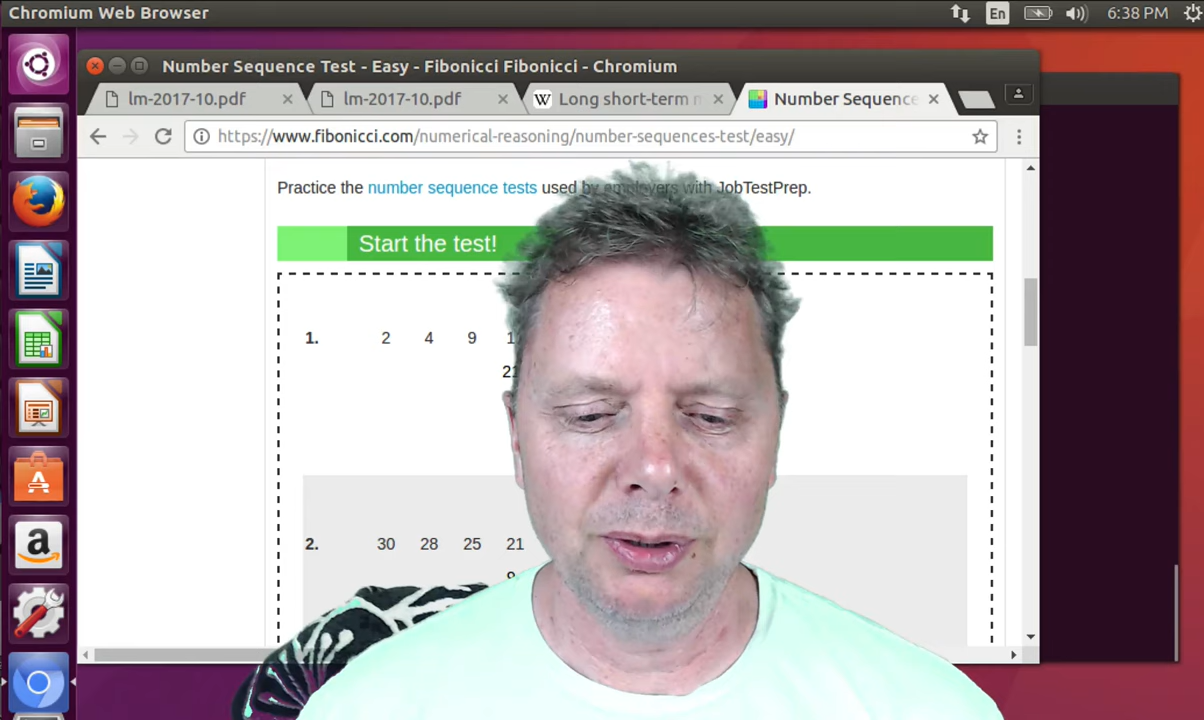 Chromium Web Browser
En
6:38 PM
Number Sequence Test - Easy - Fibonicci Fibonicci - Chromium
lm-2017-10.pdf
lm-2017-10.pdf
Long short-term
Number Sequence
https://www.fibonicci.com/numerical-reasoning/number-sequences-test/easy/
Practice the number sequence tests used by employers with JobTestPrep.
Start the test!
1. 2 4 9
2. 30 28 25 21